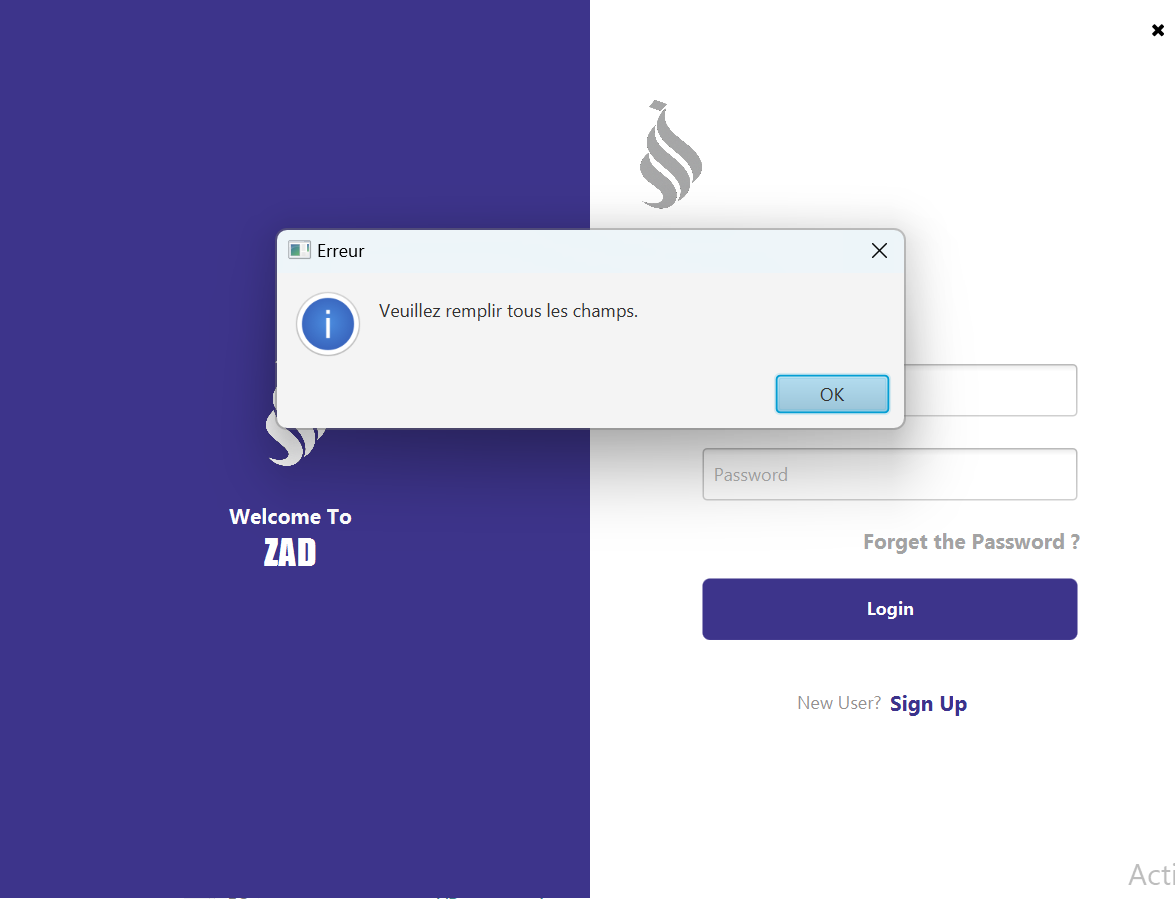 Erreur
Veuillez remplir tous les champs.
OK
Password
Welcome To
ZAD
Forget the Password ?
Login
New User? Sign Up